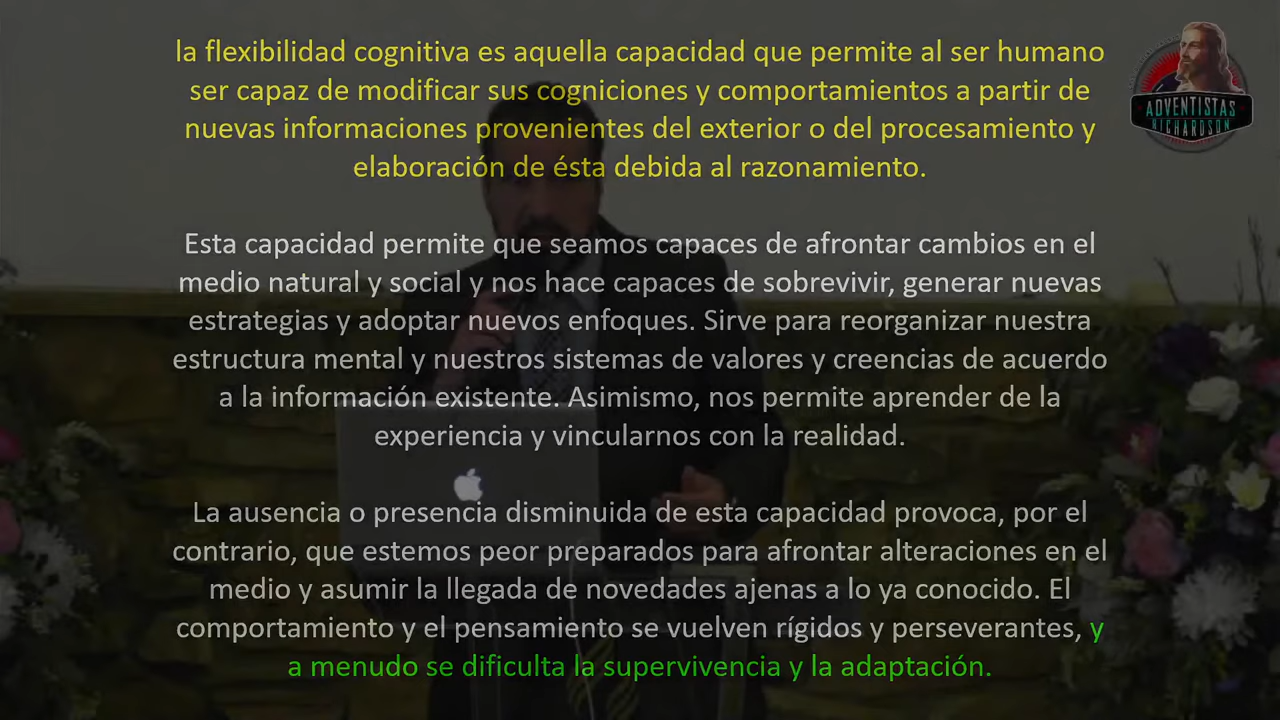 la flexibilidad cognitiva es aquella capacidad que permite al ser humano
ser capaz de modificar sus cogniciones y comportamientos a partir de
nuevas informaciones provenientes del exterior o del procesamiento y
elaboración de ésta debida al razonamiento.
Esta capacidad permite que seamos capaces de afrontar cambios en el
medio natural y social y nos hace capaces de sobrevivir, generar nuevas
estrategias y adoptar nuevos enfoques. Sirve para reorganizar nuestra
estructura mental y nuestros sistemas de valores y creencias de acuerdo
a la información existente. Asimismo, nos permite aprender de la
experiencia y vincularnos con la realidad.
La ausencia o presencia disminuida de esta capacidad provoca, por el
contrario, que estemos peor preparados para afrontar alteraciones en el
medio y asumir la llegada de novedades ajenas a lo ya conocido. El
comportamiento y el pensamiento se vuelven rígidos y perseverantes, y
a menudo se dificulta la supervivencia y la adaptación.
ADVENTISTAS
RICHARDSON